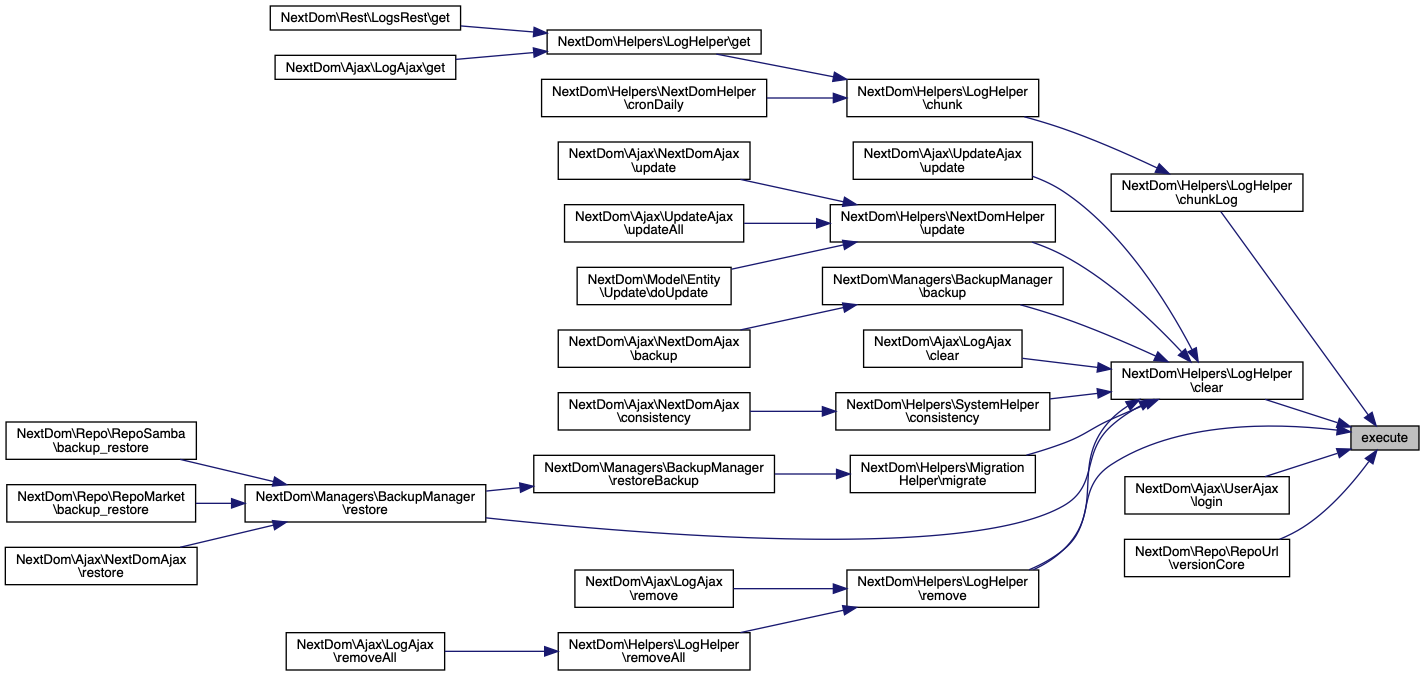 NextDom\Rest\LogsRest\get
NextDom\Helpers\LogHelper\get
NextDom\Ajax\LogAjax\get
NextDom\Helpers\NextDomHelper
\cronDaily
NextDom\Helpers\LogHelper
\chunk
NextDom\Ajax\NextDomAjax
\update
NextDom\Ajax\UpdateAjax
\update
NextDom\Helpers\LogHelper
\chunkLog
NextDom\Ajax\UpdateAjax
\updateAll
NextDom\Helpers\NextDomHelper
\update
NextDom\Model\Entity
\Update\doUpdate
NextDom\Managers\BackupManager
\backup
NextDom\Ajax\NextDomAjax
\backup
NextDom\Ajax\LogAjax
\clear
NextDom\Helpers\LogHelper
\clear
NextDom\Ajax\NextDomAjax
\consistency
NextDom\Helpers\SystemHelper
\consistency
execute
NextDom\Repo\RepoSamba
\backup_restore
NextDom\Managers\BackupManager
\restoreBackup
NextDom\Helpers\Migration
Helper\migrate
NextDom\Repo\RepoMarket
\backup_restore
NextDom\Managers\BackupManager
\restore
NextDom\Ajax\UserAjax
\login
NextDom\Ajax\NextDomAjax
\restore
NextDom\Repo\RepoUrl
\versionCore
NextDom\Ajax\LogAjax
\remove
NextDom\Helpers\LogHelper
\remove
NextDom\Ajax\LogAjax
\removeAll
NextDom\Helpers\LogHelper
\removeAll